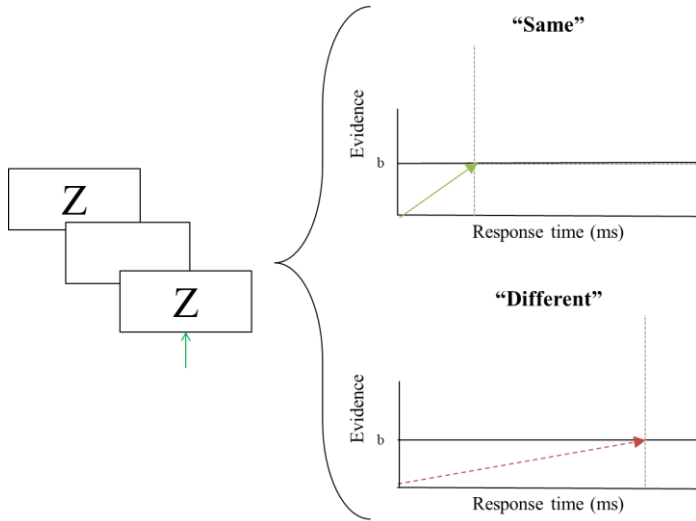 Z
Z
“Same”
Evidence
b
Response time (ms)
“Different”
Evidence
b
Response time (ms)